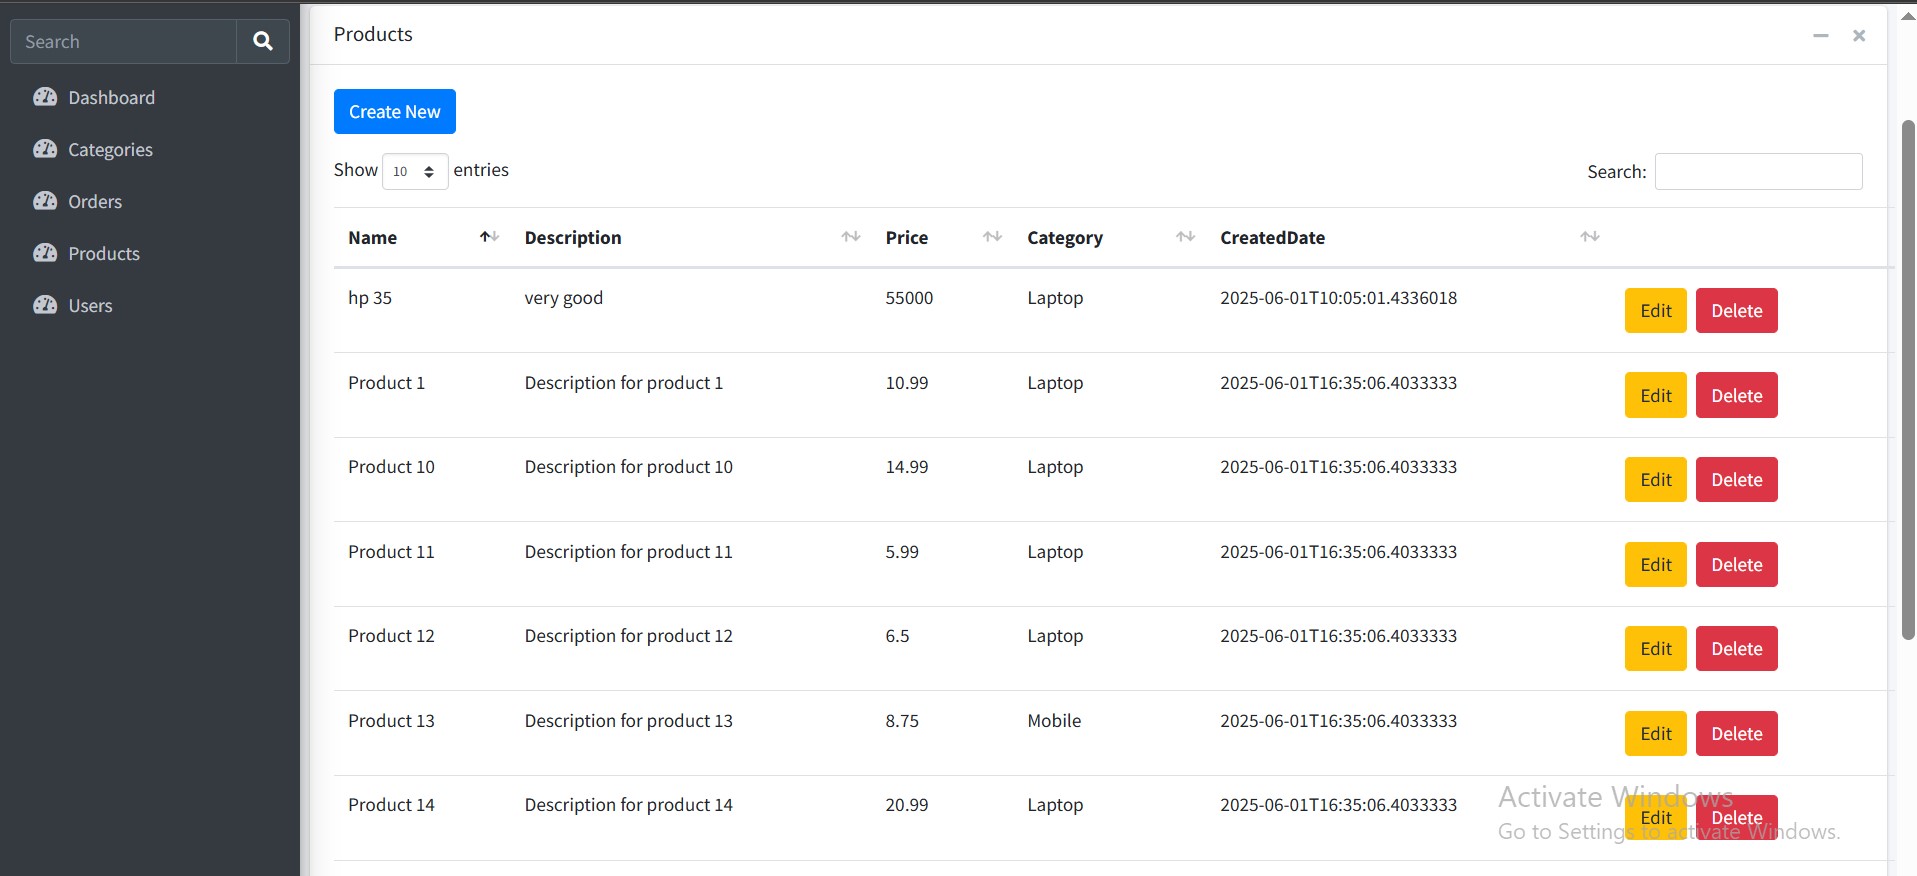 Search
Dashboard
Categories
Orders
Products
Users
Products
Create New
Show 10 entries
Search:
Name Description Price Category CreatedDate
hp 35 very good 55000 Laptop 2025-06-01T10:05:01.4336018 Edit Delete
Product 1 Description for product 1 10.99 Laptop 2025-06-01T16:35:06.4033333 Edit Delete
Product 10 Description for product 10 14.99 Laptop 2025-06-01T16:35:06.4033333 Edit Delete
Product 11 Description for product 11 5.99 Laptop 2025-06-01T16:35:06.4033333 Edit Delete
Product 12 Description for product 12 6.5 Laptop 2025-06-01T16:35:06.4033333 Edit Delete
Product 13 Description for product 13 8.75 Mobile 2025-06-01T16:35:06.4033333 Edit Delete
Product 14 Description for product 14 20.99 Laptop 2025-06-01T16:35:06.4033333 Edit Delete
Activate Windows
Go to Settings to activate Windows.